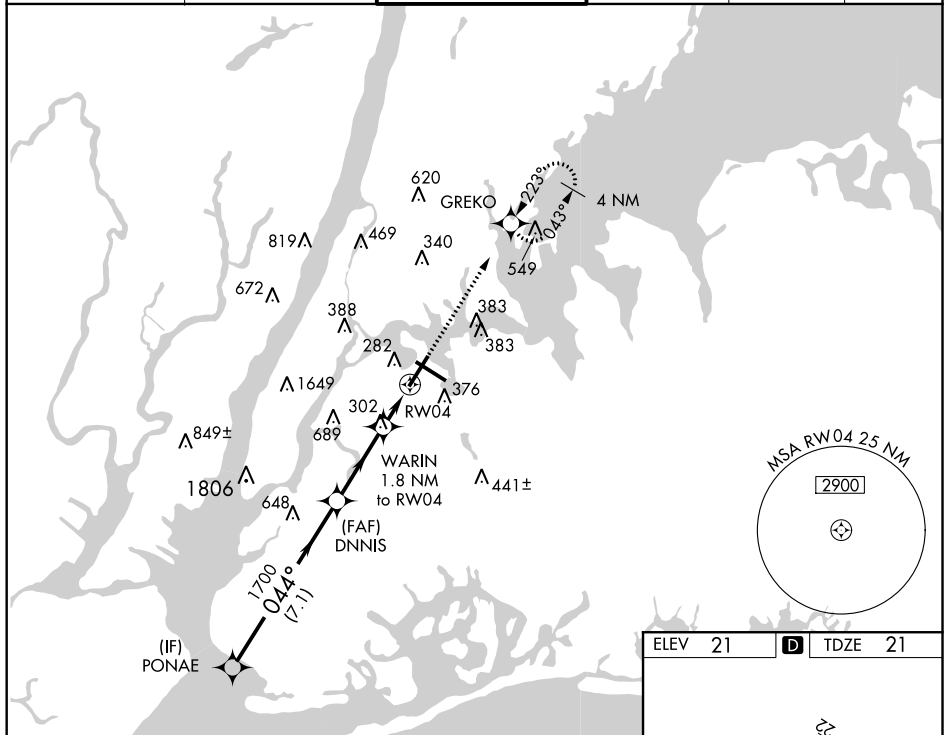 620
GREKO
223°
4 NM
043°
819
469
340
549
672
388
383
383
282
1649
376
RW04
302
689
849±
WARIN
1.8 NM
to RW04
1806
441±
648
(FAF)
DNNIS
1700
044°
(7.1)
(IF)
PONAE
MSA RW04 25 NM
2900
ELEV 21 D TDZE 21
22